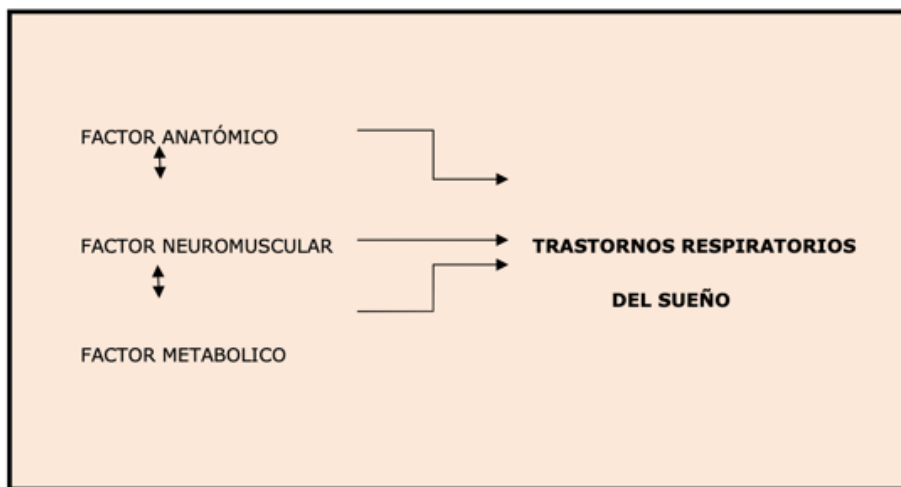 FACTOR ANATÓMICO
FACTOR NEUROMUSCULAR
TRASTORNOS RESPIRATORIOS
DEL SUEÑO
FACTOR METABOLICO